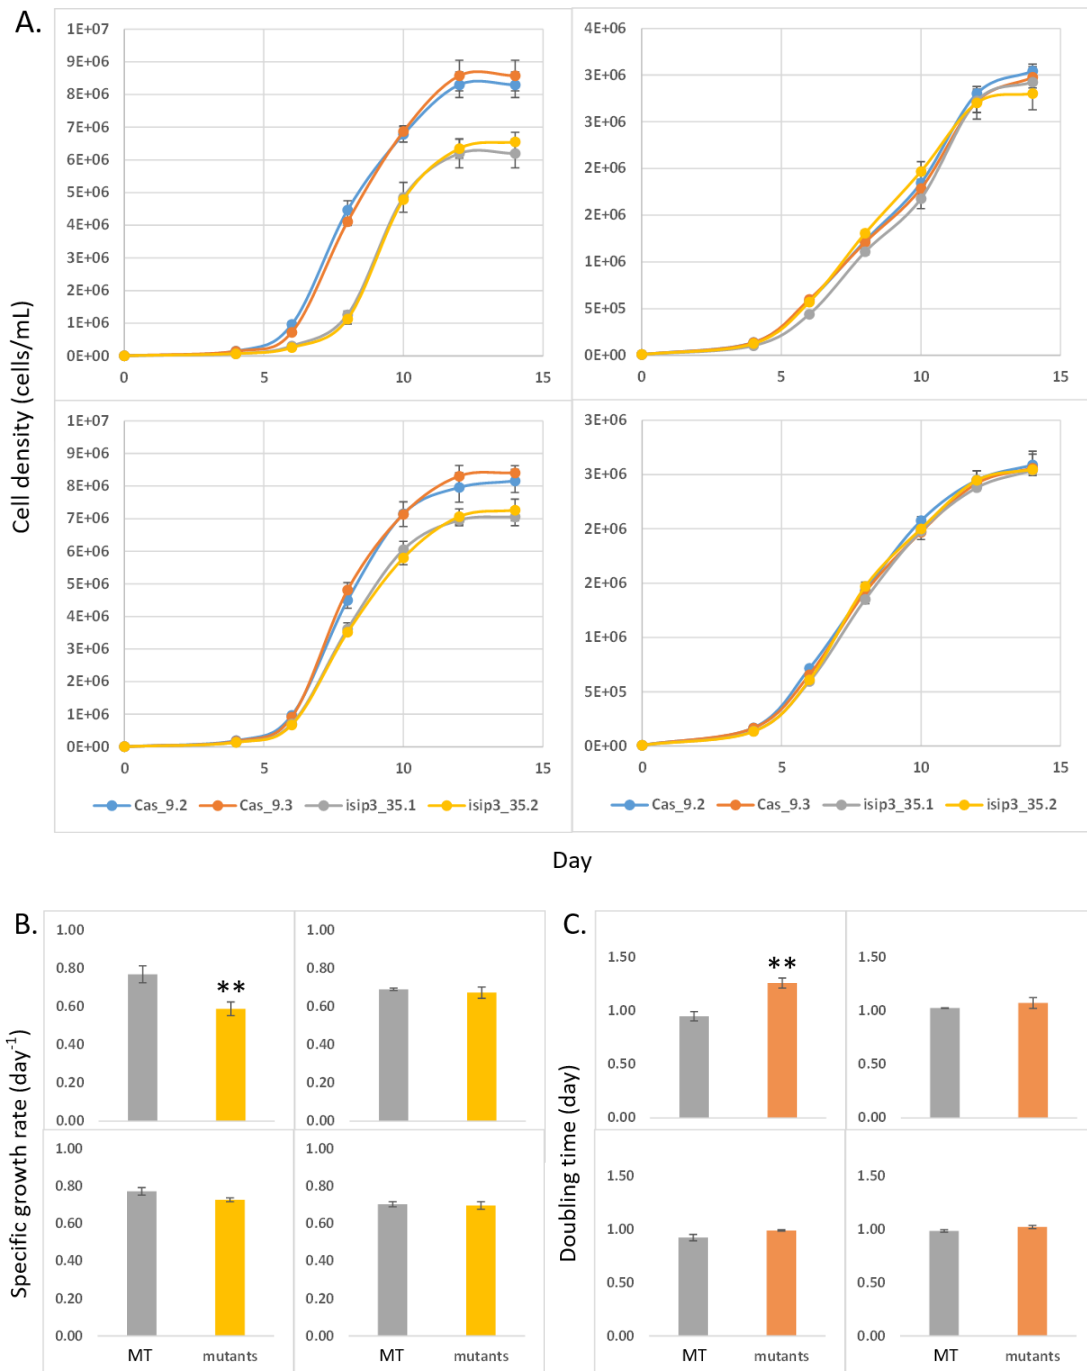 A.
Cell density (cells/mL)
1E+07
9E+06
8E+06
7E+06
6E+06
5E+06
4E+06
3E+06
2E+06
1E+06
0E+00
0 5 10 15
4E+06
3E+06
3E+06
2E+06
2E+06
1E+06
5E+05
0E+00
0 5 10 15
1E+07
9E+06
8E+06
7E+06
6E+06
5E+06
4E+06
3E+06
2E+06
1E+06
0E+00
0 5 10 15
Cas_9.2 Cas_9.3 isip3_35.1 isip3_35.2
3E+06
3E+06
2E+06
2E+06
1E+06
5E+05
0E+00
0 5 10 15
Cas_9.2 Cas_9.3 isip3_35.1 isip3_35.2
Day
B.
Specific growth rate (day-1)
1.00
0.80
0.60
0.40
0.20
0.00
**
1.00
0.80
0.60
0.40
0.20
0.00
1.00
0.80
0.60
0.40
0.20
0.00
MT mutants
1.00
0.80
0.60
0.40
0.20
0.00
MT mutants
C.
Doubling time (day)
1.50
1.00
0.50
0.00
**
1.50
1.00
0.50
0.00
1.50
1.00
0.50
0.00
MT mutants
1.50
1.00
0.50
0.00
MT mutants